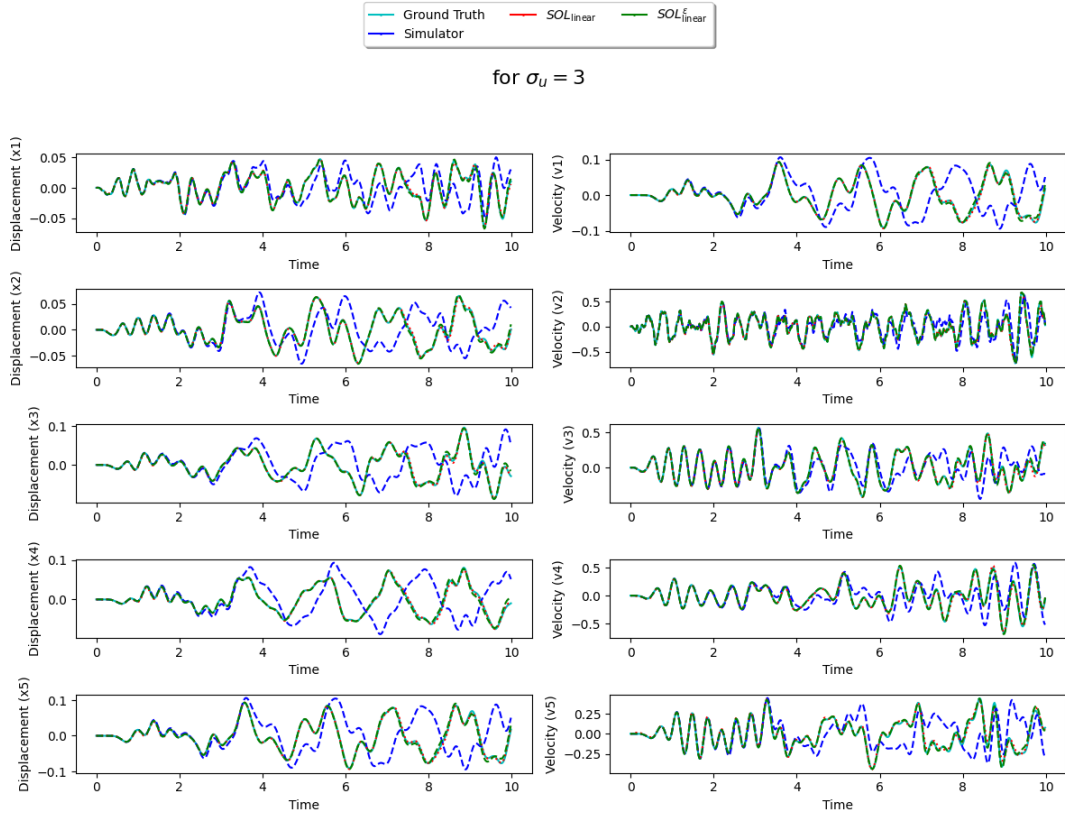 Ground Truth SOL_linear SOL^ξ_linear
Simulator
for σ_u = 3
Displacement (x1) 0.05 0.00 −0.05
0 2 4 6 8 10
Time
Velocity (v1) 0.1 0.0 −0.1
0 2 4 6 8 10
Time
Displacement (x2) 0.05 0.00 −0.05
0 2 4 6 8 10
Time
Velocity (v2) 0.5 0.0 −0.5
0 2 4 6 8 10
Time
Displacement (x3) 0.1 0.0
0 2 4 6 8 10
Time
Velocity (v3) 0.5 0.0
0 2 4 6 8 10
Time
Displacement (x4) 0.1 0.0
0 2 4 6 8 10
Time
Velocity (v4) 0.5 0.0 −0.5
0 2 4 6 8 10
Time
Displacement (x5) 0.1 0.0 −0.1
0 2 4 6 8 10
Time
Velocity (v5) 0.25 0.00 −0.25
0 2 4 6 8 10
Time